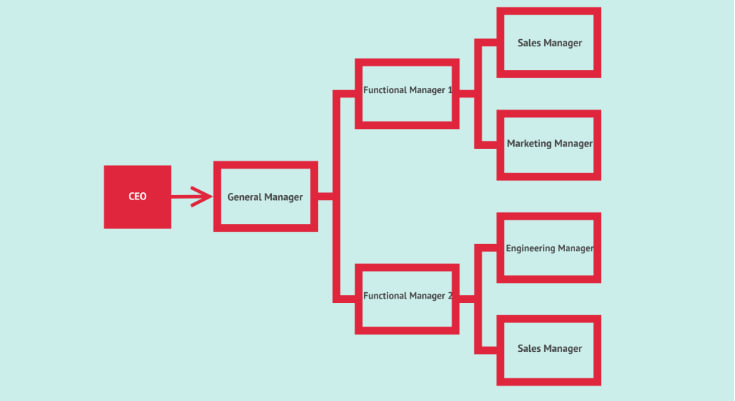 CEO
General Manager
Functional Manager 1
Sales Manager
Marketing Manager
Functional Manager 2
Engineering Manager
Sales Manager